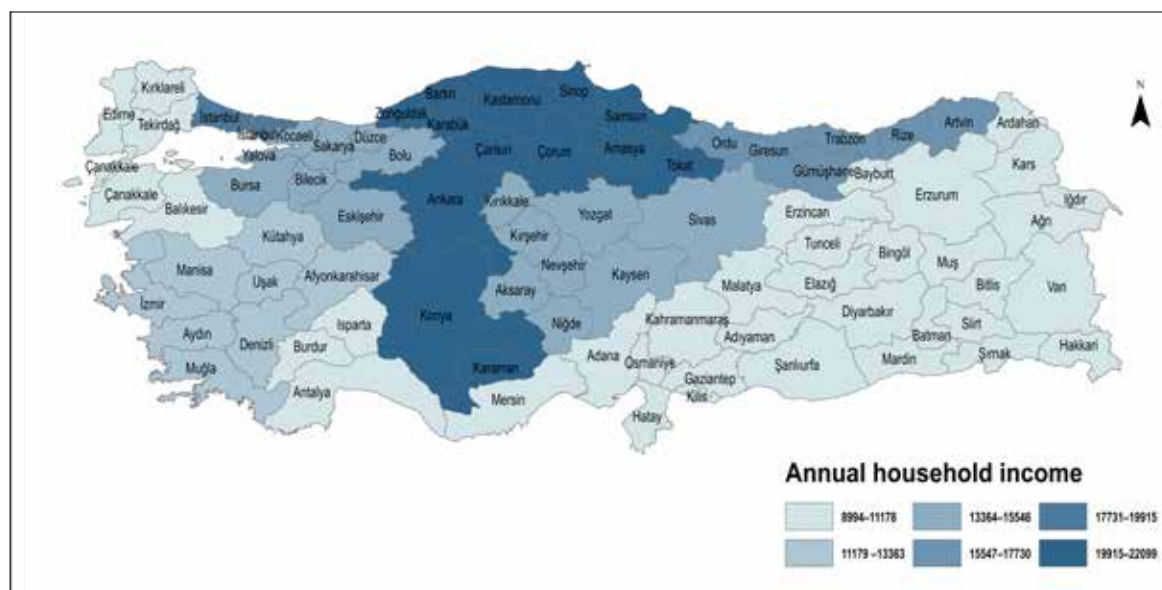 N
Kırklareli
Edirne
Tekirdağ
İstanbul
İstanbul
Kocaeli
Yalova
Sakarya
Düzce
Bolu
Zonguldak
Bartın
Karabük
Kastamonu
Sinop
Samsun
Çankırı
Çorum
Amasya
Tokat
Ordu
Giresun
Trabzon
Rize
Artvin
Ardahan
Gümüşhane
Bayburt
Kars
Erzurum
Iğdır
Ağrı
Çanakkale
Çanakkale
Balıkesir
Bursa
Bilecik
Eskişehir
Ankara
Kırıkkale
Yozgat
Sivas
Erzincan
Tunceli
Bingöl
Muş
Bitlis
Van
Kütahya
Manisa
Uşak
Afyonkarahisar
Kırşehir
Nevşehir
Kayseri
Aksaray
Malatya
Elazığ
Diyarbakır
Batman
Siirt
Şırnak
Hakkari
İzmir
Aydın
Denizli
Muğla
Isparta
Burdur
Antalya
Konya
Karaman
Niğde
Mersin
Adana
Kahramanmaraş
Osmaniye
Adıyaman
Gaziantep
Kilis
Hatay
Şanlıurfa
Mardin
Annual household income
8994–11178 13364–15546 17731–19915
11179 –13363 15547–17730 19915–22099